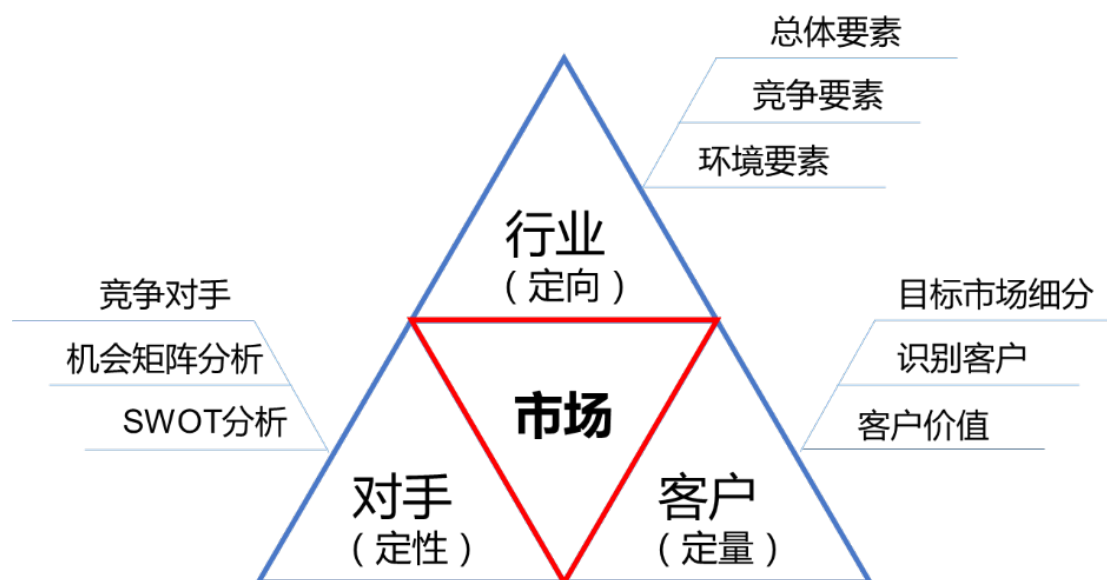 总体要素
竞争要素
环境要素
行业
（定向）
竞争对手
机会矩阵分析
SWOT分析
目标市场细分
识别客户
客户价值
市场
对手
（定性）
客户
（定量）